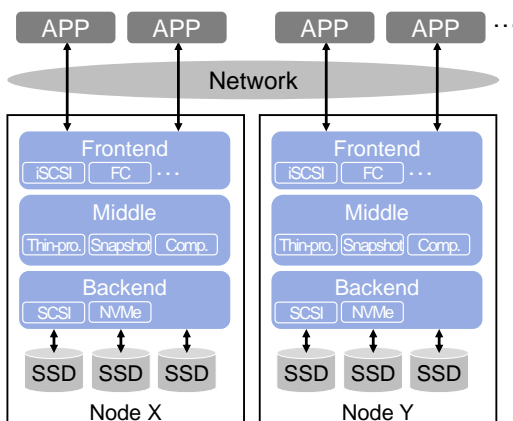 APP APP APP APP ...
Network
Frontend Frontend
iSCSI FC ... iSCSI FC ...
Middle Middle
Thin-pro. Snapshot Comp. Thin-pro. Snapshot Comp.
Backend Backend
SCSI NVMe SCSI NVMe
SSD SSD SSD SSD SSD SSD
Node X Node Y